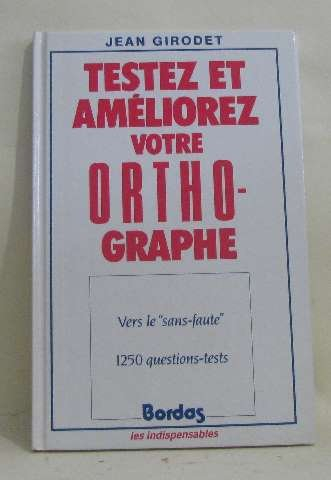 JEAN GIRODET
TESTEZ ET
AMÉLIOREZ
VOTRE
ORTHO-
GRAPHE
Vers le "sans-faute"
1250 questions-tests
Bordas
les indispensables